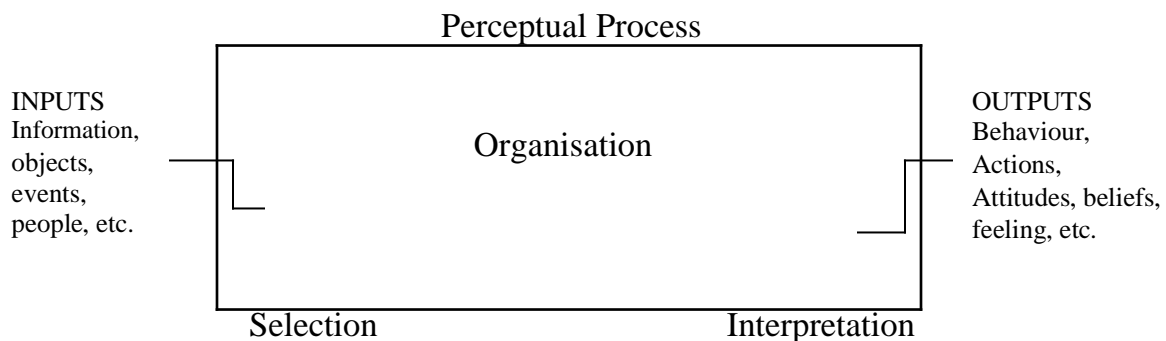 Perceptual Process
INPUTS
Information,
objects,
events,
people, etc.
Organisation
OUTPUTS
Behaviour,
Actions,
Attitudes, beliefs,
feeling, etc.
Selection
Interpretation